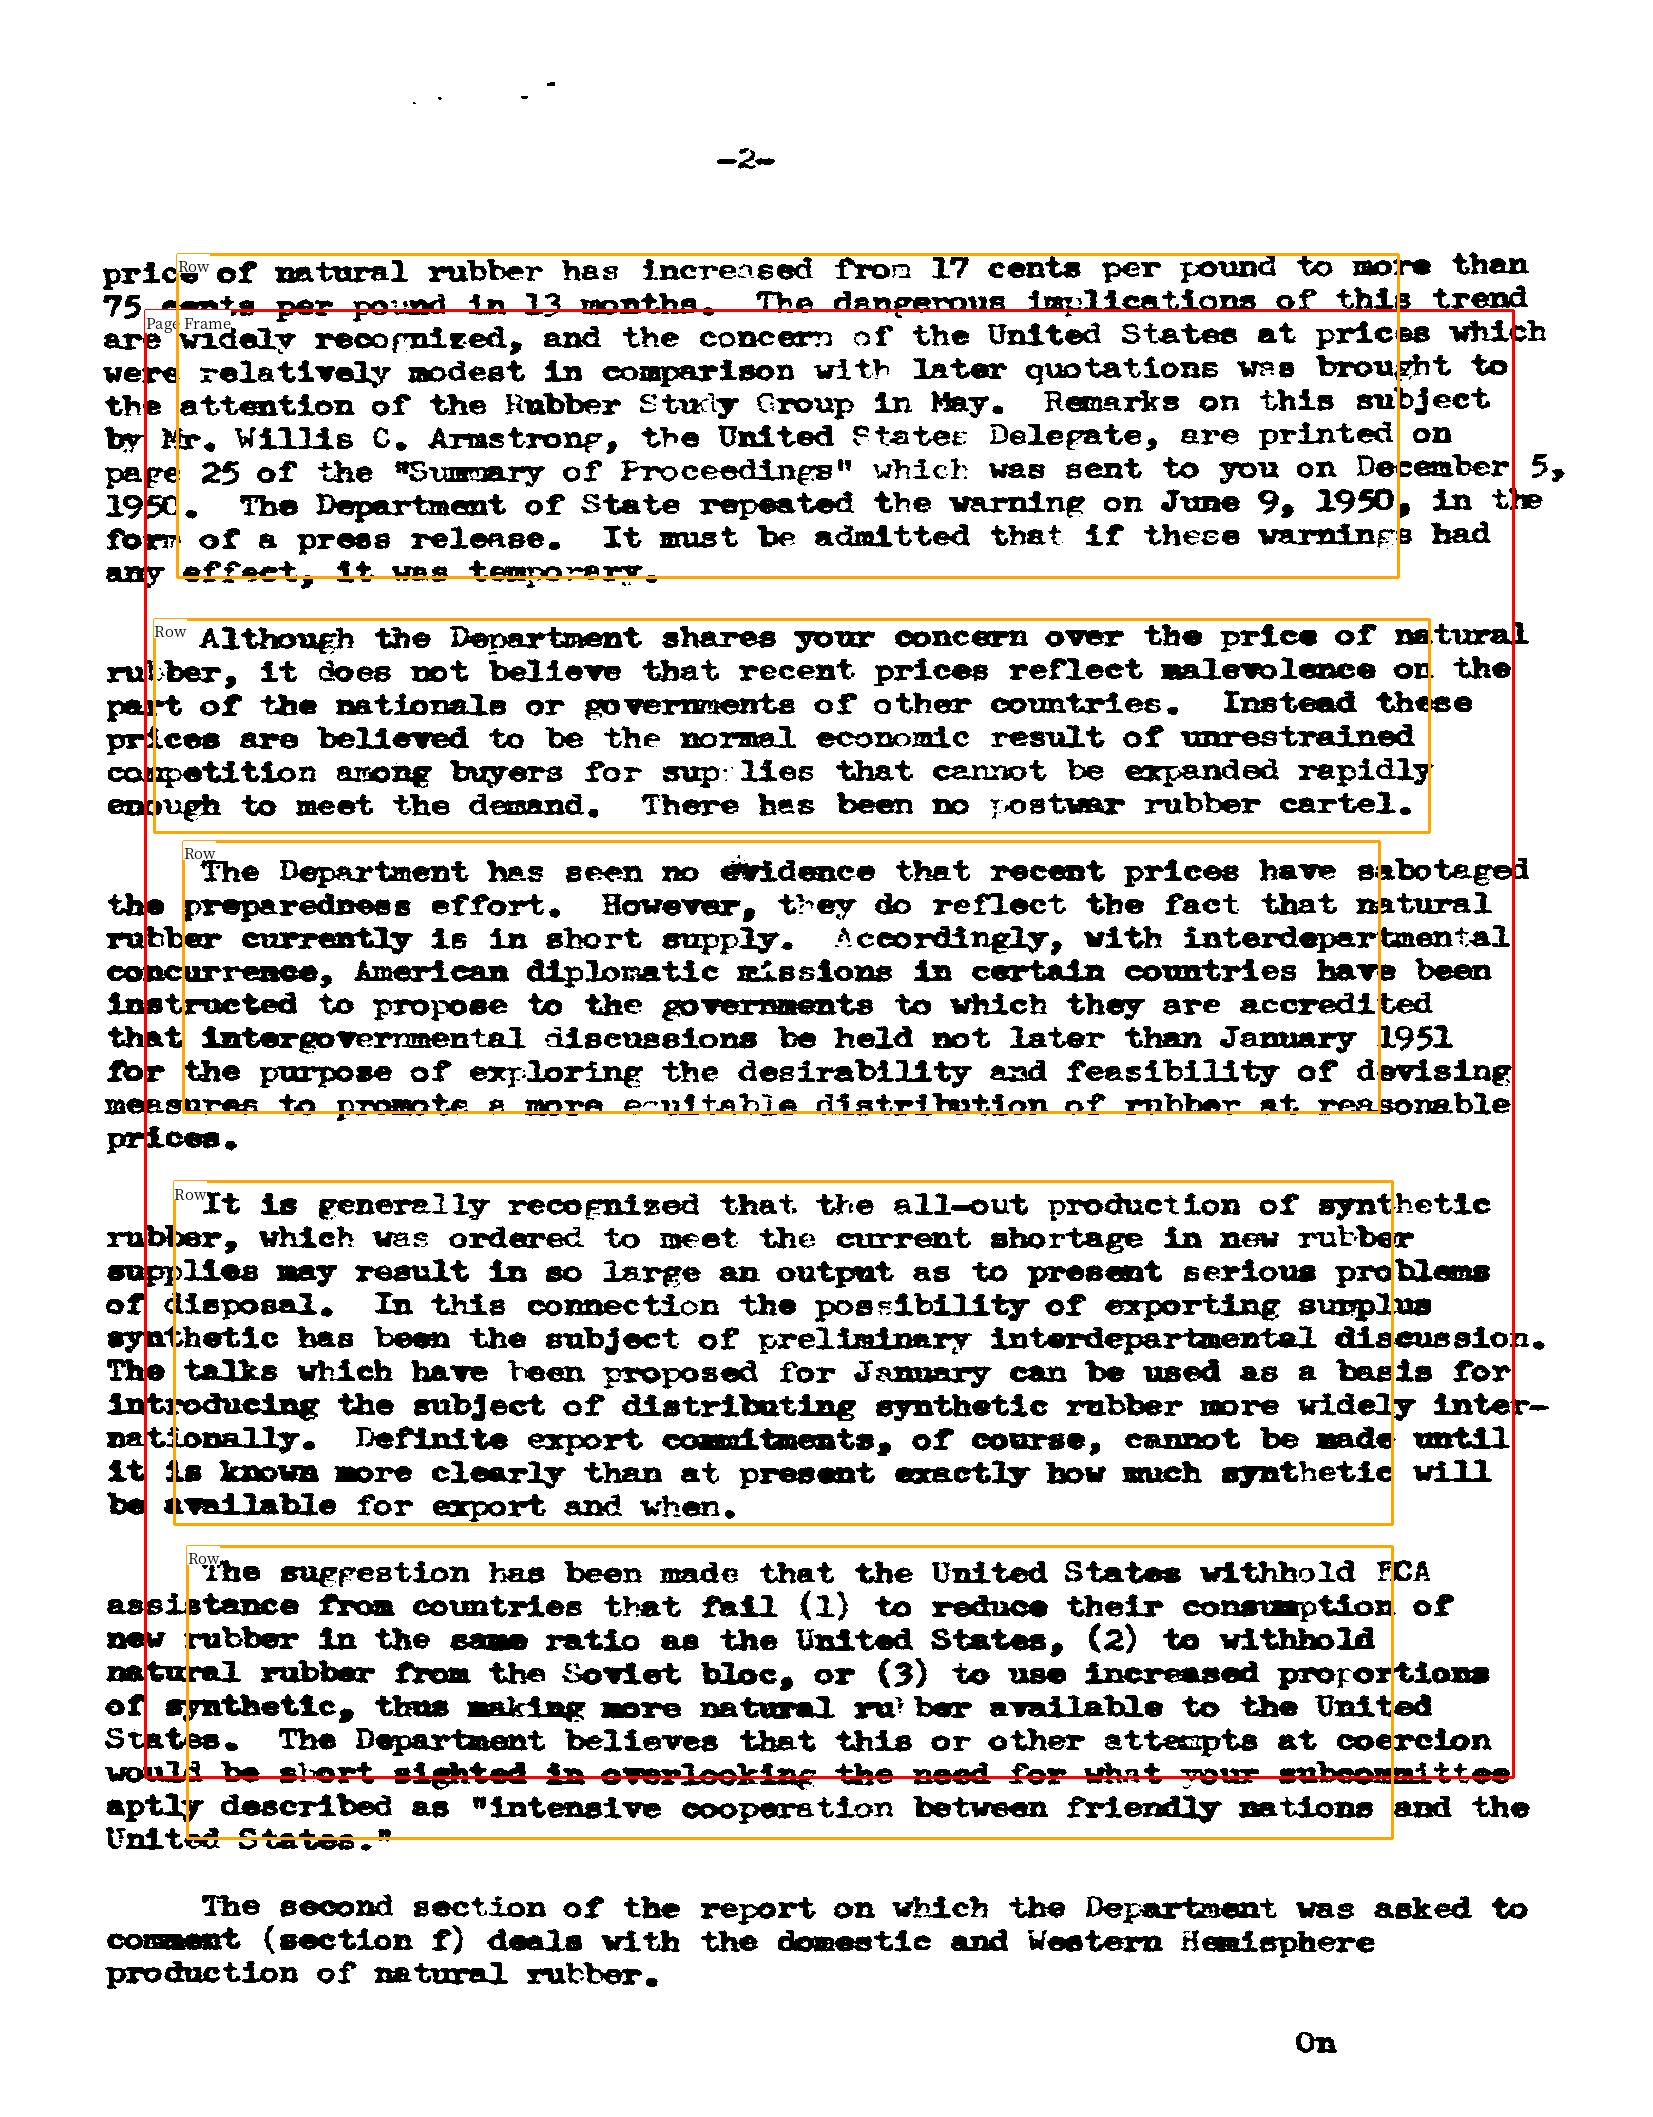 -2-
price of natural rubber has increased from 17 cents per pound to more than
75 cents per pound in 13 months. The dangerous implications of this trend
are widely recognized, and the concern of the United States at prices which
were relatively modest in comparison with later quotations was brought to
the attention of the Rubber Study Group in May. Remarks on this subject
by Mr. Willis C. Armstrong, the United States Delegate, are printed on
page 25 of the "Summary of Proceedings" which was sent to you on December 5,
1950. The Department of State repeated the warning on June 9, 1950, in the
form of a press release. It must be admitted that if these warnings had
any effect, it was temporary.
Although the Department shares your concern over the price of natural
rubber, it does not believe that recent prices reflect malevolence on the
part of the nationals or governments of other countries. Instead these
prices are believed to be the normal economic result of unrestrained
competition among buyers for supplies that cannot be expanded rapidly
enough to meet the demand. There has been no postwar rubber cartel.
The Department has seen no evidence that recent prices have sabotaged
the preparedness effort. However, they do reflect the fact that natural
rubber currently is in short supply. Accordingly, with interdepartmental
concurrence, American diplomatic missions in certain countries have been
instructed to propose to the governments to which they are accredited
that intergovernmental discussions be held not later than January 1951
for the purpose of exploring the desirability and feasibility of devising
measures to promote a more equitable distribution of rubber at reasonable
prices.
It is generally recognized that the all-out production of synthetic
rubber, which was ordered to meet the current shortage in new rubber
supplies may result in so large an output as to present serious problems
of disposal. In this connection the possibility of exporting surplus
synthetic has been the subject of preliminary interdepartmental discussion.
The talks which have been proposed for January can be used as a basis for
introducing the subject of distributing synthetic rubber more widely inter-
nationally. Definite export commitments, of course, cannot be made until
it is known more clearly than at present exactly how much synthetic will
be available for export and when.
The suggestion has been made that the United States withhold ECA
assistance from countries that fail (1) to reduce their consumption of
new rubber in the same ratio as the United States, (2) to withhold
natural rubber from the Soviet bloc, or (3) to use increased proportions
of synthetic, thus making more natural rubber available to the United
States. The Department believes that this or other attempts at coercion
would be short sighted in overlooking the need for what your subcommittee
aptly described as "intensive cooperation between friendly nations and the
United States."
The second section of the report on which the Department was asked to
comment (section f) deals with the domestic and Western Hemisphere
production of natural rubber.
On
Row
Page Frame
Row
Row
Row
Row